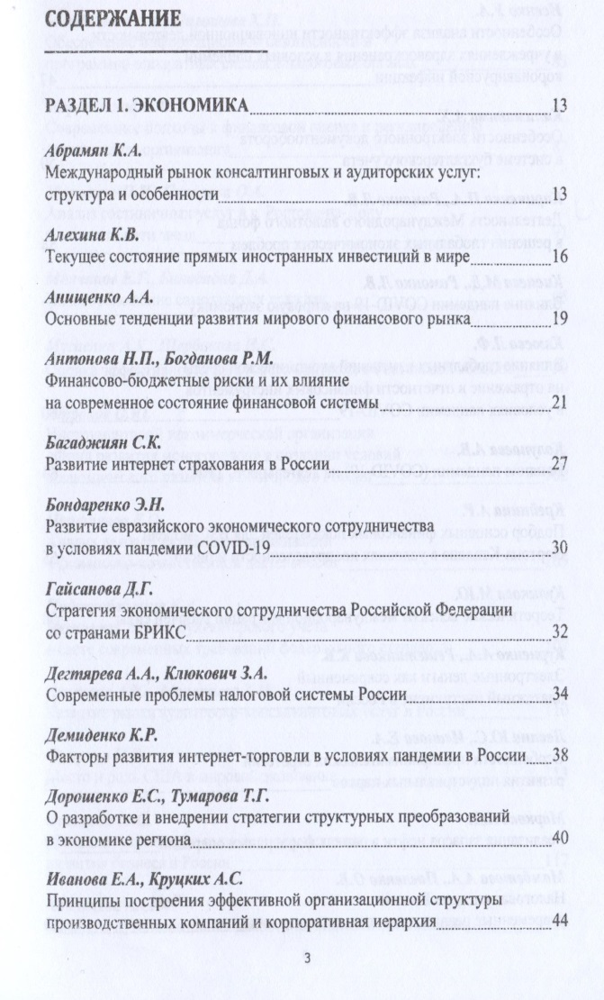 СОДЕРЖАНИЕ
РАЗДЕЛ 1. ЭКОНОМИКА 13
Абрамян К.А.
Международный рынок консалтинговых и аудиторских услуг:
структура и особенности 13
Алехина К.В.
Текущее состояние прямых иностранных инвестиций в мире 16
Анищенко А.А.
Основные тенденции развития мирового финансового рынка 19
Антонова Н.П., Богданова Р.М.
Финансово-бюджетные риски и их влияние
на современное состояние финансовой системы 21
Багаджиян С.К.
Развитие интернет страхования в России 27
Бондаренко Э.Н.
Развитие евразийского экономического сотрудничества
в условиях пандемии COVID-19 30
Гайсанова Д.Г.
Стратегия экономического сотрудничества Российской Федерации
со странами БРИКС 32
Дегтярева А.А., Клюкович З.А.
Современные проблемы налоговой системы России 34
Демиденко К.Р.
Факторы развития интернет-торговли в условиях пандемии в России 38
Дорошенко Е.С., Тумарова Т.Г.
О разработке и внедрении стратегии структурных преобразований
в экономике региона 40
Иванова Е.А., Круцких А.С.
Принципы построения эффективной организационной структуры
производственных компаний и корпоративная иерархия 44
3